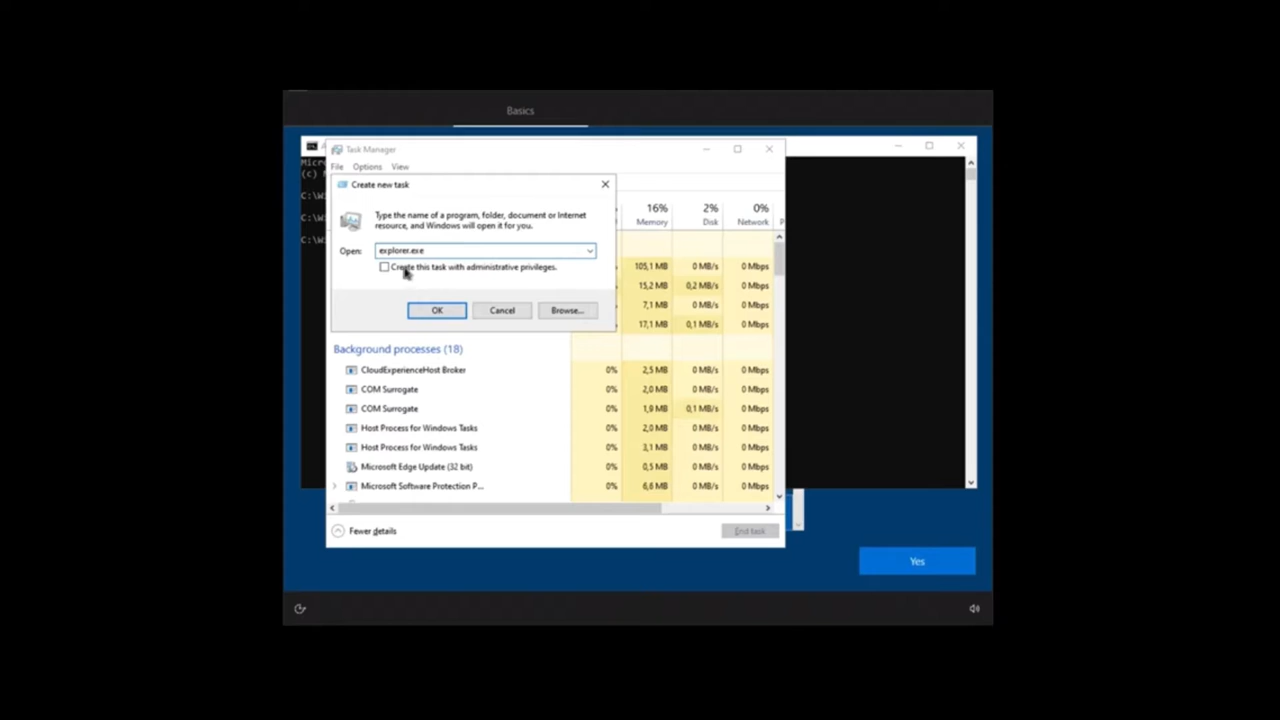 Basics
Task Manager
File Options View
Create new task
Type the name of a program, folder, document or Internet
resource, and Windows will open it for you.
Open: explorer.exe
Create this task with administrative privileges.
OK Cancel Browse...
16% 2% 0%
Memory Disk Network
105,1 MB 0 MB/s 0 Mbps
15,2 MB 0,2 MB/s 0 Mbps
7,1 MB 0 MB/s 0 Mbps
17,1 MB 0,1 MB/s 0 Mbps
Background processes (18)
CloudExperienceHost Broker 0% 2,5 MB 0 MB/s 0 Mbps
COM Surrogate 0% 2,0 MB 0 MB/s 0 Mbps
COM Surrogate 0% 1,9 MB 0,1 MB/s 0 Mbps
Host Process for Windows Tasks 0% 2,0 MB 0 MB/s 0 Mbps
Host Process for Windows Tasks 0% 3,1 MB 0 MB/s 0 Mbps
Microsoft Edge Update (32 bit) 0% 0,5 MB 0 MB/s 0 Mbps
Microsoft Software Protection P... 0% 6,6 MB 0 MB/s 0 Mbps
Fewer details End task
Yes